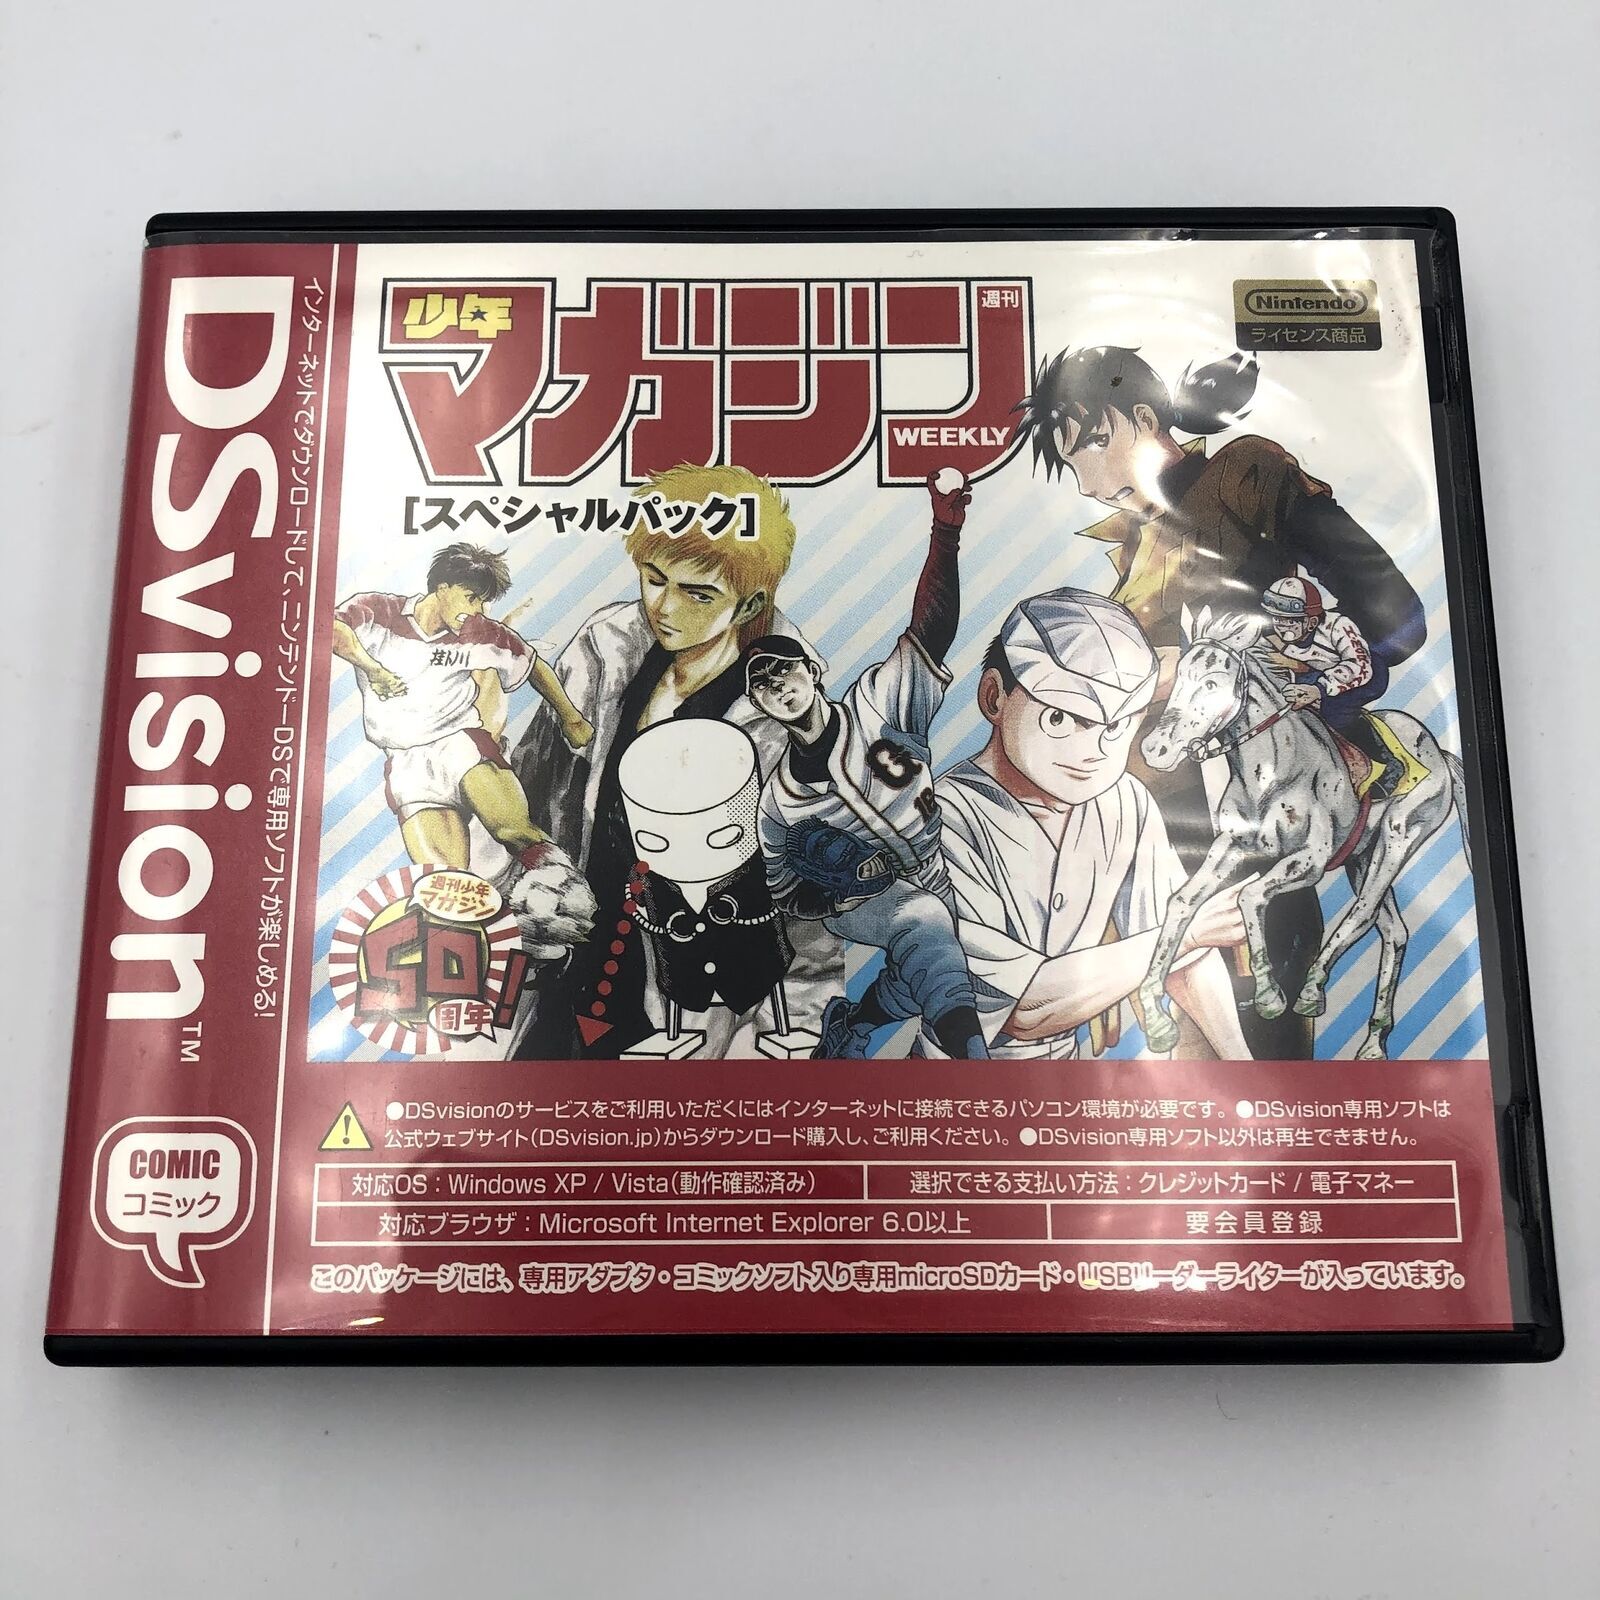 DSvision™
インターネットでダウンロードして、ニンテンドーDSで専用ソフトが楽しめる!
COMIC
コミック
少年
マガジン
週刊
WEEKLY
[スペシャルパック]
Nintendo
ライセンス商品
桂川
G
18
週刊少年
マガジン
50
周年!
●DSvisionのサービスをご利用いただくにはインターネットに接続できるパソコン環境が必要です。●DSvision専用ソフトは
公式ウェブサイト(DSvision.jp)からダウンロード購入し、ご利用ください。●DSvision専用ソフト以外は再生できません。
対応OS:Windows XP / Vista(動作確認済み)
選択できる支払い方法:クレジットカード / 電子マネー
対応ブラウザ:Microsoft Internet Explorer 6.0以上
要会員登録
このパッケージには、専用アダプタ・コミックソフト入り専用microSDカード・USBリーダーライターが入っています。